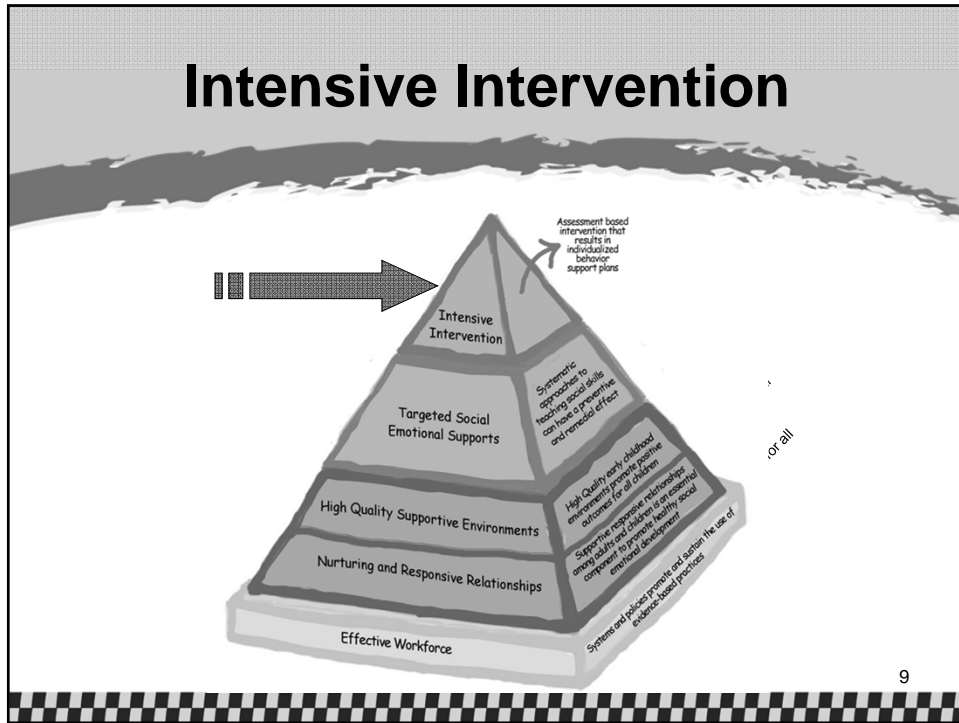 Intensive Intervention
Assessment based
intervention that
results in
individualized
behavior
support plans
Intensive
Intervention
Systematic
approaches to
teaching social skills
can have a preventive
and remedial effect
Targeted Social
Emotional Supports
or all
High Quality early childhood
environments promote positive
outcomes for all children
High Quality Supportive Environments
Supportive responsive relationships
among adults and children is an essential
component to promote healthy social
emotional development
Nurturing and Responsive Relationships
Systems and policies promote and sustain the use of
evidence-based practices
Effective Workforce
9